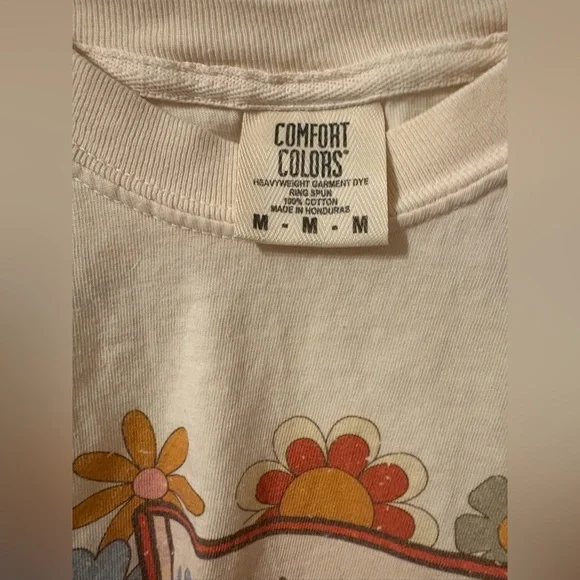 COMFORT
COLORS
HEAVYWEIGHT GARMENT DYE
RING SPUN
100% COTTON
MADE IN HONDURAS
M - M - M